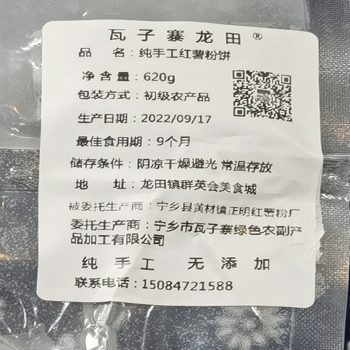 瓦子寨龙田®
品 名：纯手工红薯粉饼
净 含 量：620g
包装方式：初级农产品
生产日期：2022/09/17
最佳食用期：9个月
储存条件：阴凉干燥避光 常温存放
地 址：龙田镇群英会美食城
被委托生产商：宁乡县黄材镇正明红薯粉厂
委托生产商：宁乡市瓦子寨绿色农副产
品加工有限公司
纯 手 工 无 添 加
联系电话：15084721588